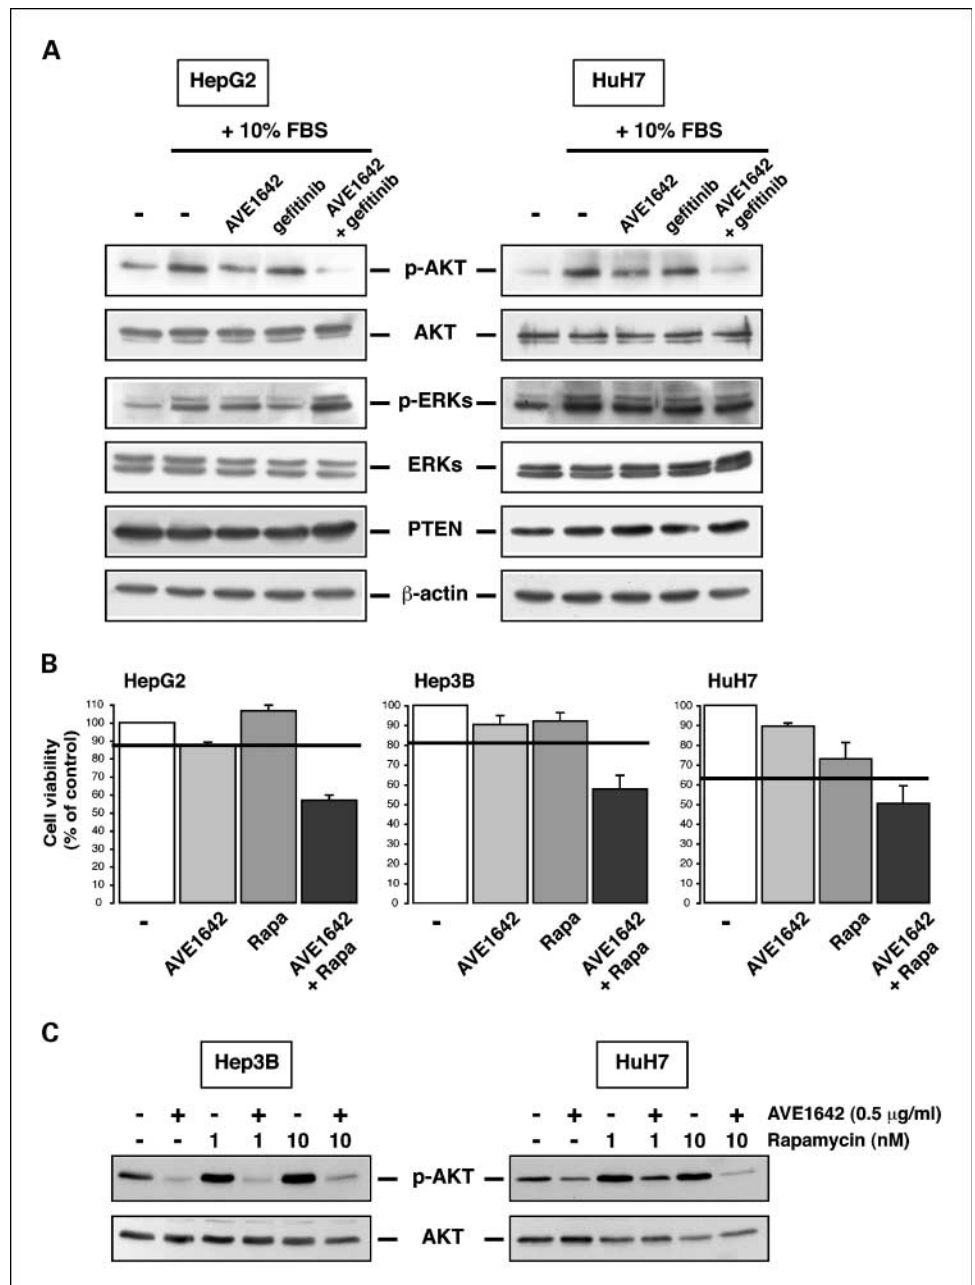 A
HepG2
HuH7
+ 10% FBS
+ 10% FBS
- - AVE1642 gefitinib AVE1642 + gefitinib
- - AVE1642 gefitinib AVE1642 + gefitinib
p-AKT
AKT
p-ERKs
ERKs
PTEN
β-actin
B
HepG2
Hep3B
HuH7
Cell viability
(% of control)
110
100
90
80
70
60
50
40
30
20
10
0
100
90
80
70
60
50
40
30
20
10
0
100
90
80
70
60
50
40
30
20
10
0
- AVE1642 Rapa AVE1642 + Rapa
- AVE1642 Rapa AVE1642 + Rapa
- AVE1642 Rapa AVE1642 + Rapa
C
Hep3B
HuH7
- + - + - + - + - + - + AVE1642 (0.5 µg/ml)
- - 1 1 10 10 - - 1 1 10 10 Rapamycin (nM)
p-AKT
AKT